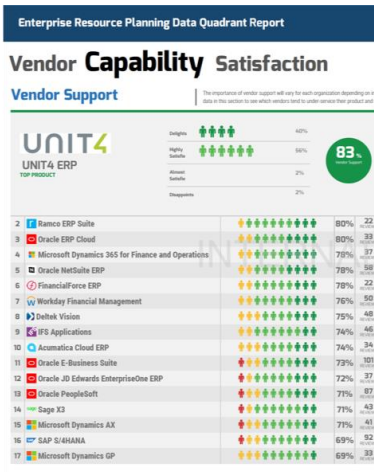 Enterprise Resource Planning Data Quadrant Report
Vendor Capability Satisfaction
Vendor Support
The importance of vendor support will vary for each organization depending on
data in this section to see which vendors tend to under-service their product and
UNIT4
UNIT4 ERP
TOP PRODUCT
Delights 40%
Highly Satisfies 56%
Almost Satisfies 2%
Disappoints 2%
83%
Vendor Support
2 Ramco ERP Suite 80% 22
3 Oracle ERP Cloud 80% 33
4 Microsoft Dynamics 365 for Finance and Operations 78% 37
5 Oracle NetSuite ERP 78% 58
6 FinancialForce ERP 78% 22
7 Workday Financial Management 76% 50
8 Deltek Vision 75% 48
9 IFS Applications 74% 46
10 Acumatica Cloud ERP 74% 34
11 Oracle E-Business Suite 73% 101
12 Oracle JD Edwards EnterpriseOne ERP 72% 37
13 Oracle PeopleSoft 71% 87
14 Sage X3 71% 43
15 Microsoft Dynamics AX 71% 41
16 SAP S/4HANA 69% 92
17 Microsoft Dynamics GP 69% 33